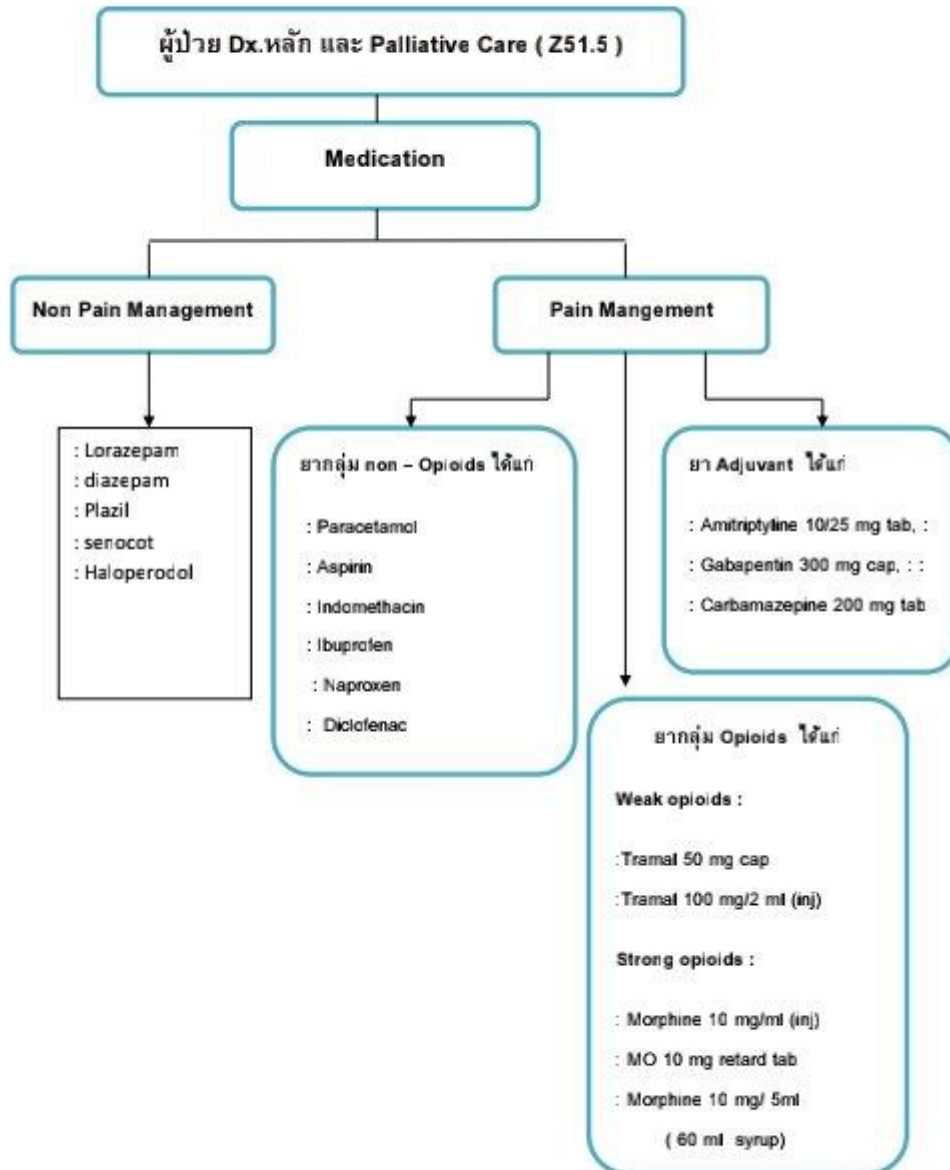 ผู้ป่วย Dx.หลัก และ Palliative Care ( Z51.5 )
Medication
Non Pain Management
Pain Mangement
: Lorazepam
: diazepam
: Plazil
: senocot
: Haloperodol
ยากลุ่ม non – Opioids ได้แก่
: Paracetamol
: Aspirin
: Indomethacin
: Ibuprofen
: Naproxen
: Diclofenac
ยา Adjuvant ได้แก่
: Amitriptyline 10/25 mg tab, :
: Gabapentin 300 mg cap, : :
: Carbamazepine 200 mg tab
ยากลุ่ม Opioids ได้แก่
Weak opioids :
:Tramal 50 mg cap
:Tramal 100 mg/2 ml (inj)
Strong opioids :
: Morphine 10 mg/ml (inj)
: MO 10 mg retard tab
: Morphine 10 mg/ 5ml
( 60 ml syrup)